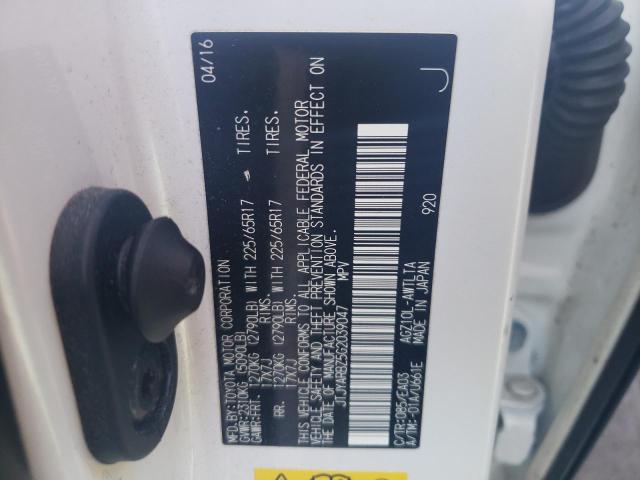 MFD.BY:TOYOTA MOTOR CORPORATION 04/16
GVWR:2310KG (5090LB)
GAWR:FRT. 1270KG (2790LB) WITH 225/65R17 TIRES.
17X7J RIMS.
RR. 1270KG (2790LB) WITH 225/65R17 TIRES.
17X7J RIMS.
THIS VEHICLE CONFORMS TO ALL APPLICABLE FEDERAL MOTOR
VEHICLE SAFETY AND THEFT PREVENTION STANDARDS IN EFFECT ON
THE DATE OF MANUFACTURE SHOWN ABOVE.
JTJYARBZ5G2039047 MPV
J
C/TR:085/EA03 AGZ10L-AWTLTA 920
A/TM:-01A/U661E MADE IN JAPAN